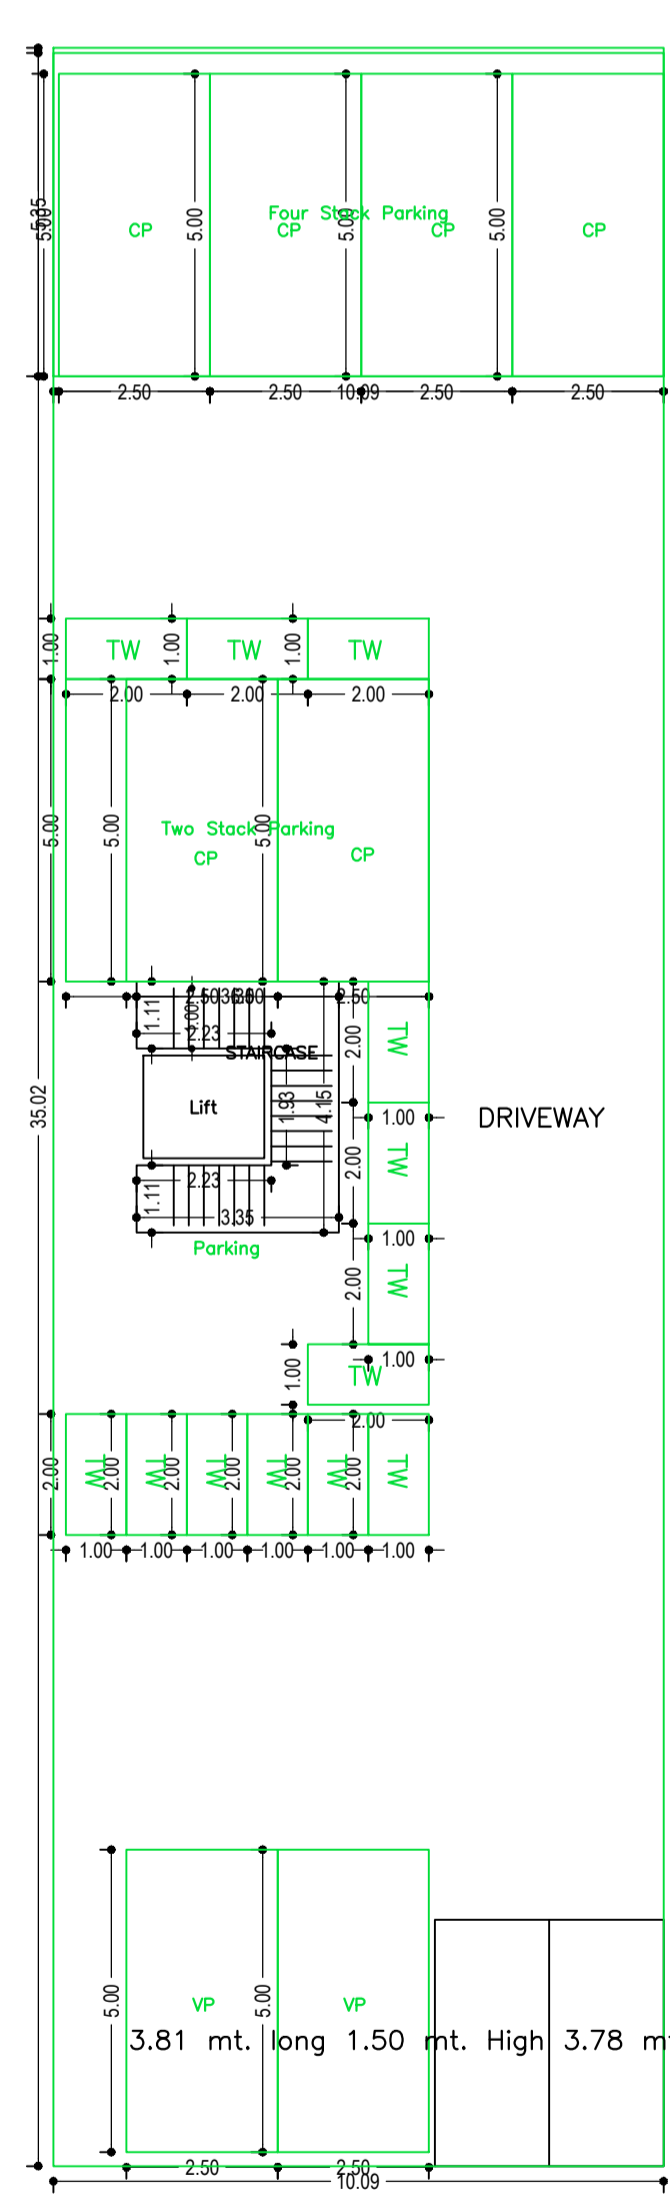 Four Stack Parking
CP CP CP CP
5.00 5.00 5.00
2.50 2.50 10.09 2.50 2.50
TW TW TW
1.00 1.00 1.00
2.00 2.00 2.00
5.00 5.00 5.00
Two Stack Parking
CP CP
2.50 2.50
1.11 2.00
2.23
STAIRCASE
TW
Lift
1.93 4.15
35.02
1.00
DRIVEWAY
2.00 TW
1.11 2.23
3.35
1.00
Parking
2.00 TW
1.00
1.00 TW
2.00
2.00 TW 2.00 TW 2.00 TW 2.00 TW 2.00 TW 2.00 TW
1.00 1.00 1.00 1.00 1.00 1.00
5.00 5.00
VP VP
3.81 mt. long 1.50 mt. High 3.78
2.50 2.50
10.09